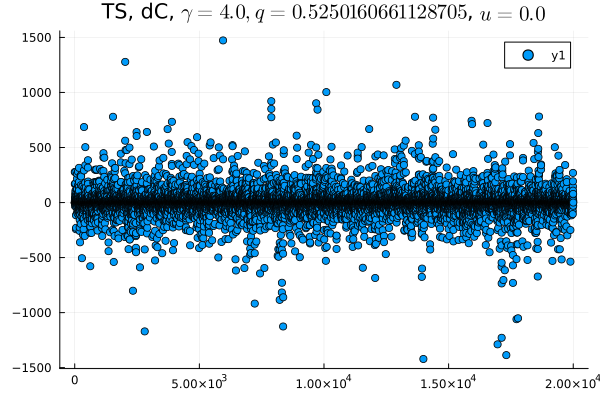 TS, dC, γ = 4.0, q = 0.5250160661128705, u = 0.0
1500
y1
1000
500
0
−500
−1000
−1500
0 5.00×10³ 1.00×10⁴ 1.50×10⁴ 2.00×10⁴